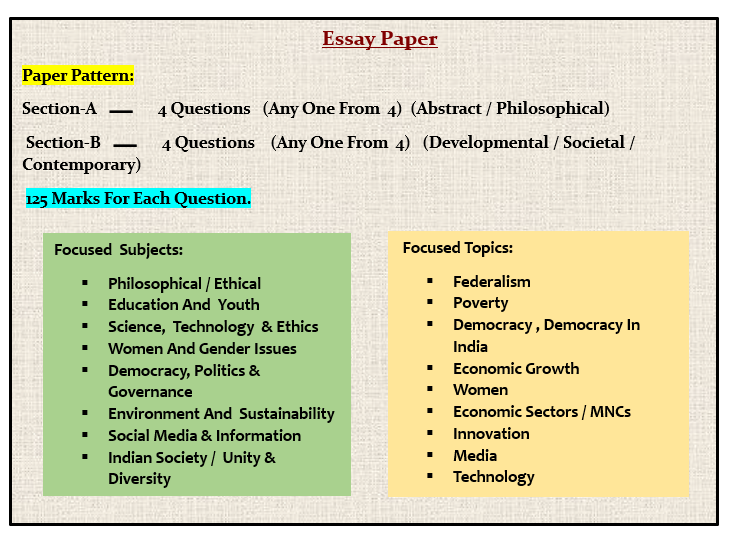 Essay Paper
Paper Pattern:
Section-A — 4 Questions (Any One From 4) (Abstract / Philosophical)
Section-B — 4 Questions (Any One From 4) (Developmental / Societal /
Contemporary)
125 Marks For Each Question.
Focused Subjects:
▪ Philosophical / Ethical
▪ Education And Youth
▪ Science, Technology & Ethics
▪ Women And Gender Issues
▪ Democracy, Politics &
Governance
▪ Environment And Sustainability
▪ Social Media & Information
▪ Indian Society / Unity &
Diversity
Focused Topics:
▪ Federalism
▪ Poverty
▪ Democracy , Democracy In
India
▪ Economic Growth
▪ Women
▪ Economic Sectors / MNCs
▪ Innovation
▪ Media
▪ Technology